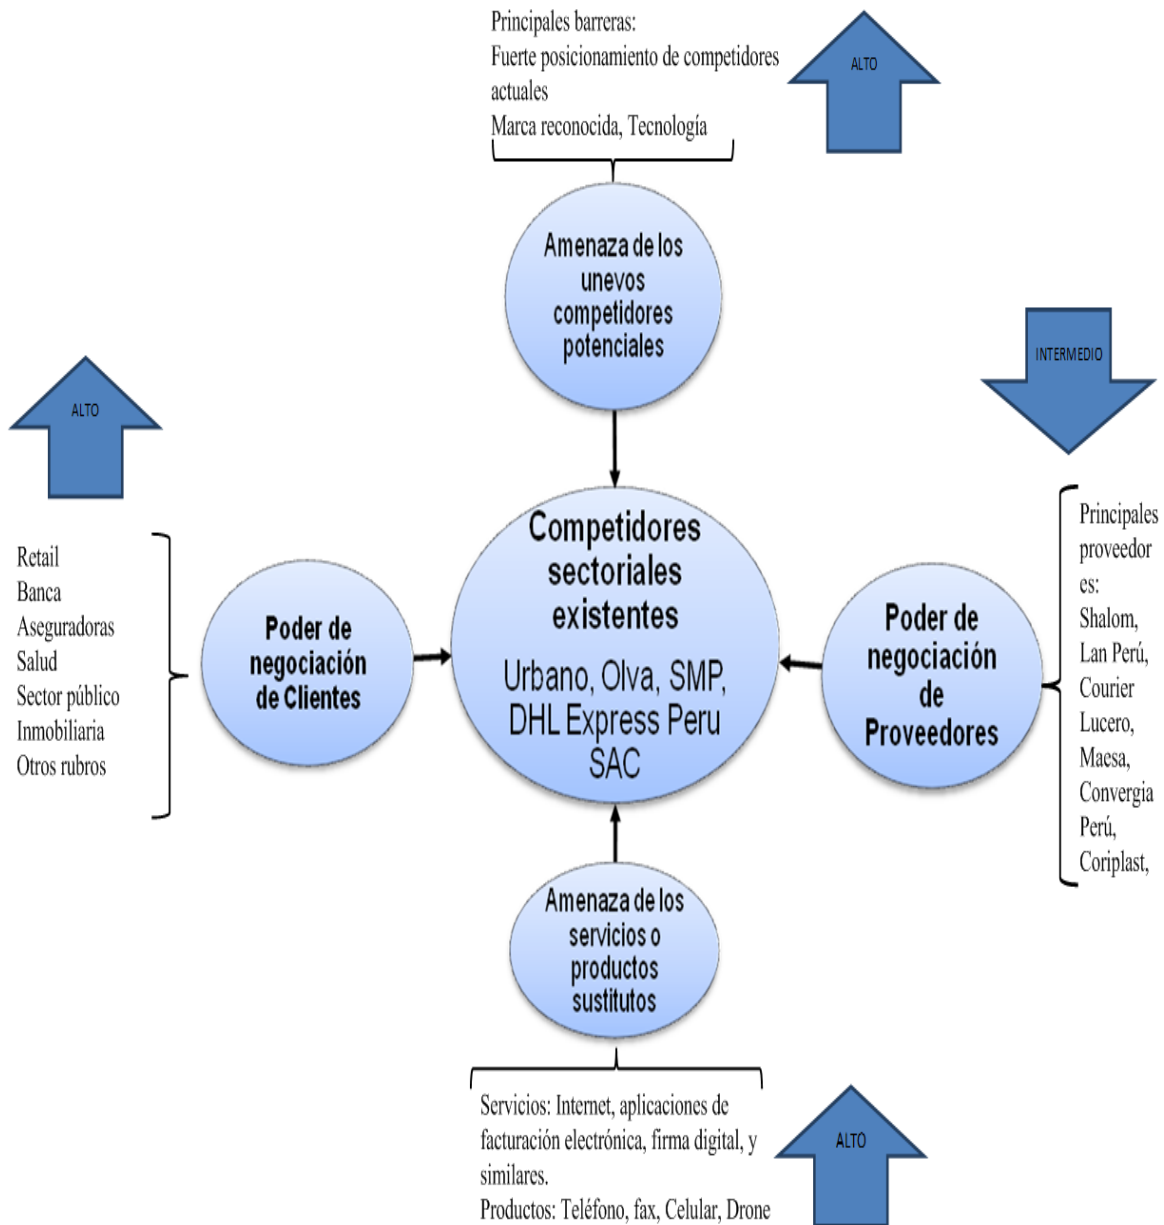 Principales barreras:
Fuerte posicionamiento de competidores
actuales
Marca reconocida, Tecnología
ALTO
Amenaza de los
unevos
competidores
potenciales
INTERMEDIO
ALTO
Retail
Banca
Aseguradoras
Salud
Sector público
Inmobiliaria
Otros rubros
Poder de
negociación
de Clientes
Competidores
sectoriales
existentes
Urbano, Olva, SMP,
DHL Express Peru
SAC
Poder de
negociación
de
Proveedores
Principales
proveedor
es:
Shalom,
Lan Perú,
Courier
Lucero,
Maesa,
Convergia
Perú,
Coriplast,
Amenaza de los
servicios o
productos
sustitutos
Servicios: Internet, aplicaciones de
facturación electrónica, firma digital, y
similares.
Productos: Teléfono, fax, Celular, Drone
ALTO